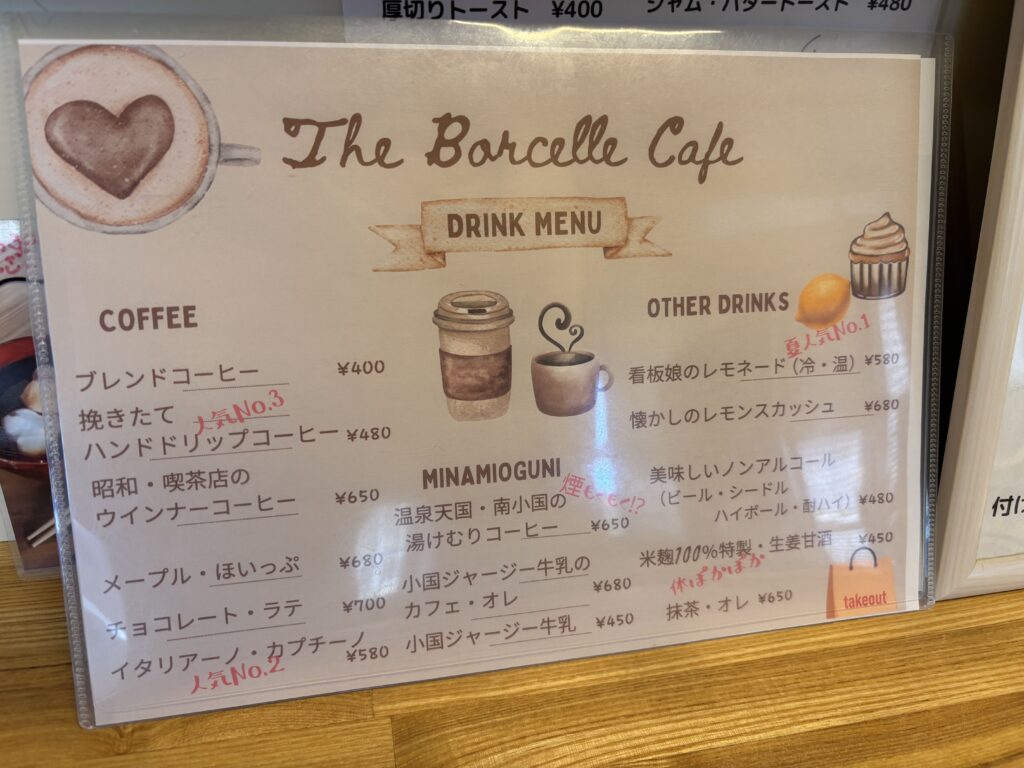 厚切りトースト ¥400
ジャム・バタートースト ¥480
The Borcelle Cafe
DRINK MENU
COFFEE
ブレンドコーヒー ¥400
挽きたて 人気No.3
ハンドドリップコーヒー ¥480
昭和・喫茶店の
ウインナーコーヒー ¥650
メープル・ほいっぷ ¥680
チョコレート・ラテ ¥700
イタリアーノ・カプチーノ ¥580
人気No.2
MINAMIOGUNI
煙もーもー!?
温泉天国・南小国の
湯けむりコーヒー ¥650
小国ジャージー牛乳の
カフェ・オレ ¥680
小国ジャージー牛乳 ¥450
OTHER DRINKS
夏人気No.1
看板娘のレモネード(冷・温) ¥580
懐かしのレモンスカッシュ ¥680
美味しいノンアルコール
(ビール・シードル
ハイボール・酎ハイ) ¥480
米麹100%特製・生姜甘酒 ¥450
体ぽかぽか
抹茶・オレ ¥650
takeout
付け